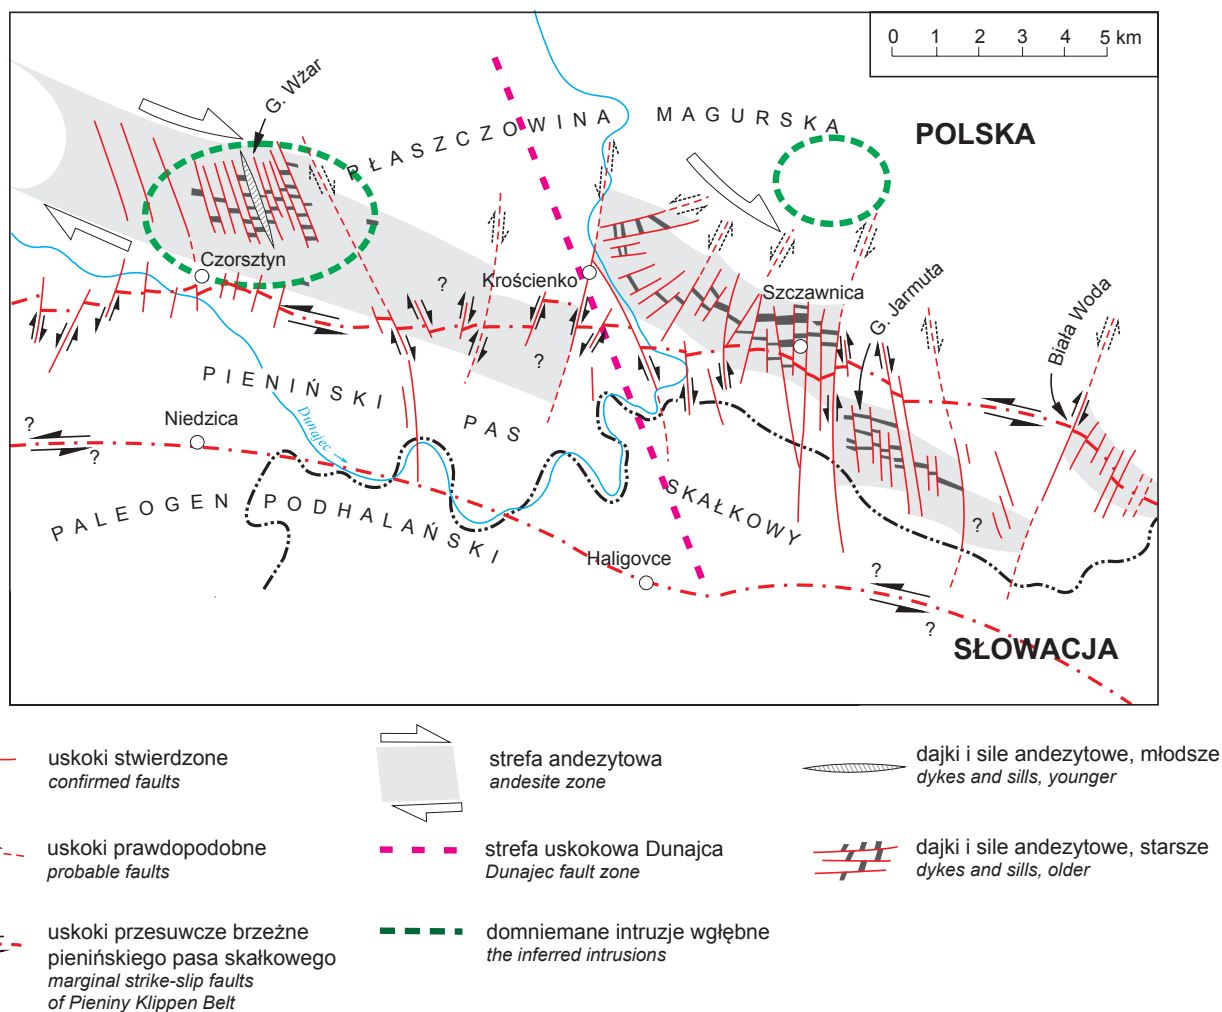 0 1 2 3 4 5 km
G. Wżar
PŁASZCZOWINA MAGURSKA
POLSKA
Czorsztyn
?
Krościenko
Szczawnica
G. Jarmuta
Biała Woda
?
PIENIŃSKI PAS SKAŁKOWY
Niedzica
Dunajec
?
?
PALEOGEN PODHALAŃSKI
?
Haligovce
?
?
SŁOWACJA
uskoki stwierdzone
confirmed faults
uskoki prawdopodobne
probable faults
uskoki przesuwcze brzeżne
pienińskiego pasa skałkowego
marginal strike-slip faults
of Pieniny Klippen Belt
strefa andezytowa
andesite zone
strefa uskokowa Dunajca
Dunajec fault zone
domniemane intruzje wgłębne
the inferred intrusions
dajki i sile andezytowe, młodsze
dykes and sills, younger
dajki i sile andezytowe, starsze
dykes and sills, older